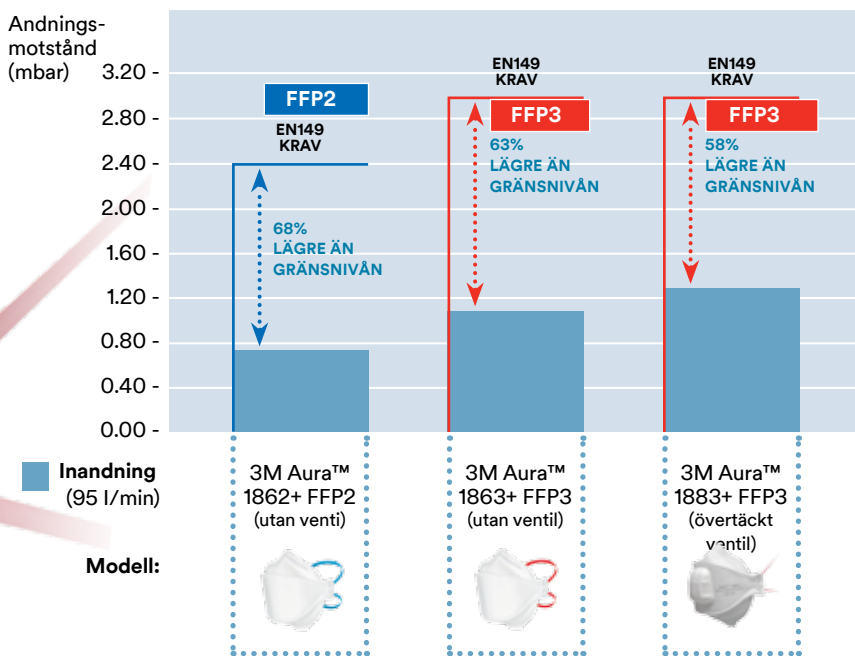 Andnings-
motstånd
(mbar)
3.20 -
2.80 -
2.40 -
2.00 -
1.60 -
1.20 -
0.80 -
0.40 -
0.00 -
FFP2
EN149
KRAV
68%
LÄGRE ÄN
GRÄNSNIVÅN
EN149
KRAV
FFP3
63%
LÄGRE ÄN
GRÄNSNIVÅN
EN149
KRAV
FFP3
58%
LÄGRE ÄN
GRÄNSNIVÅN
Inandning
(95 l/min)
3M Aura™
1862+ FFP2
(utan venti)
3M Aura™
1863+ FFP3
(utan ventil)
3M Aura™
1883+ FFP3
(övertäckt
ventil)
Modell: